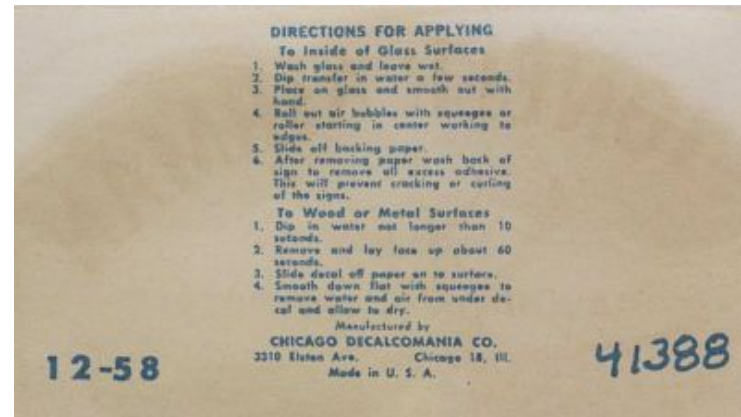 DIRECTIONS FOR APPLYING
To Inside of Glass Surfaces
1. Wash glass and leave wet.
2. Dip transfer in water a few seconds.
3. Place on glass and smooth out with
hand.
4. Roll out air bubbles with squeegee or
roller starting in center working to
edges.
5. Slide off backing paper.
6. After removing paper wash back of
sign to remove all excess adhesive.
This will prevent cracking or curling
of the signs.
To Wood or Metal Surfaces
1. Dip in water not longer than 10
seconds.
2. Remove and lay face up about 60
seconds.
3. Slide decal off paper on to surface.
4. Smooth down flat with squeegee to
remove water and air from under de-
cal and allow to dry.
Manufactured by
CHICAGO DECALCOMANIA CO.
3310 Elston Ave. Chicago 18, Ill.
Made in U. S. A.
12-58
41388